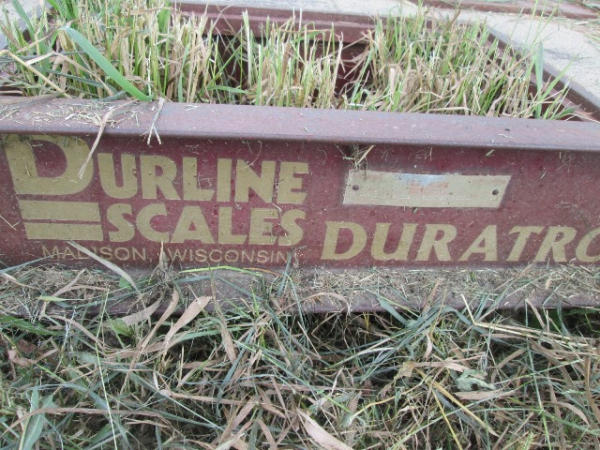 DURLINE
SCALES
MADISON, WISCONSIN
DURATRO